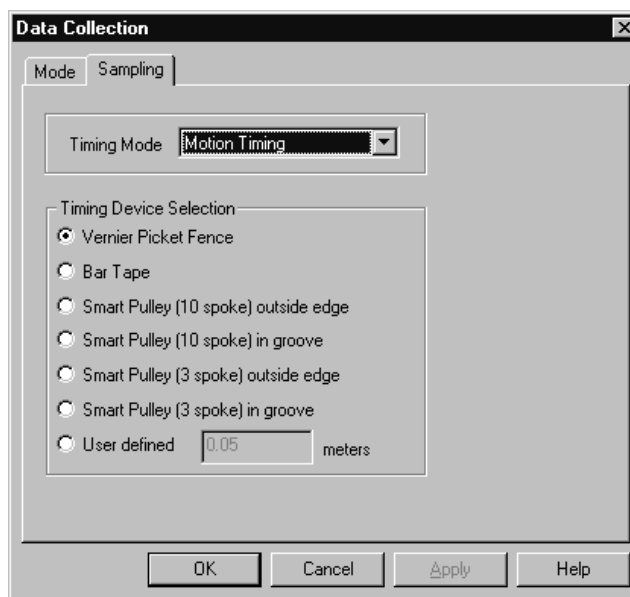 Data Collection
Mode Sampling
Timing Mode Motion Timing
Timing Device Selection
Vernier Picket Fence
Bar Tape
Smart Pulley (10 spoke) outside edge
Smart Pulley (10 spoke) in groove
Smart Pulley (3 spoke) outside edge
Smart Pulley (3 spoke) in groove
User defined 0.05 meters
OK Cancel Apply Help